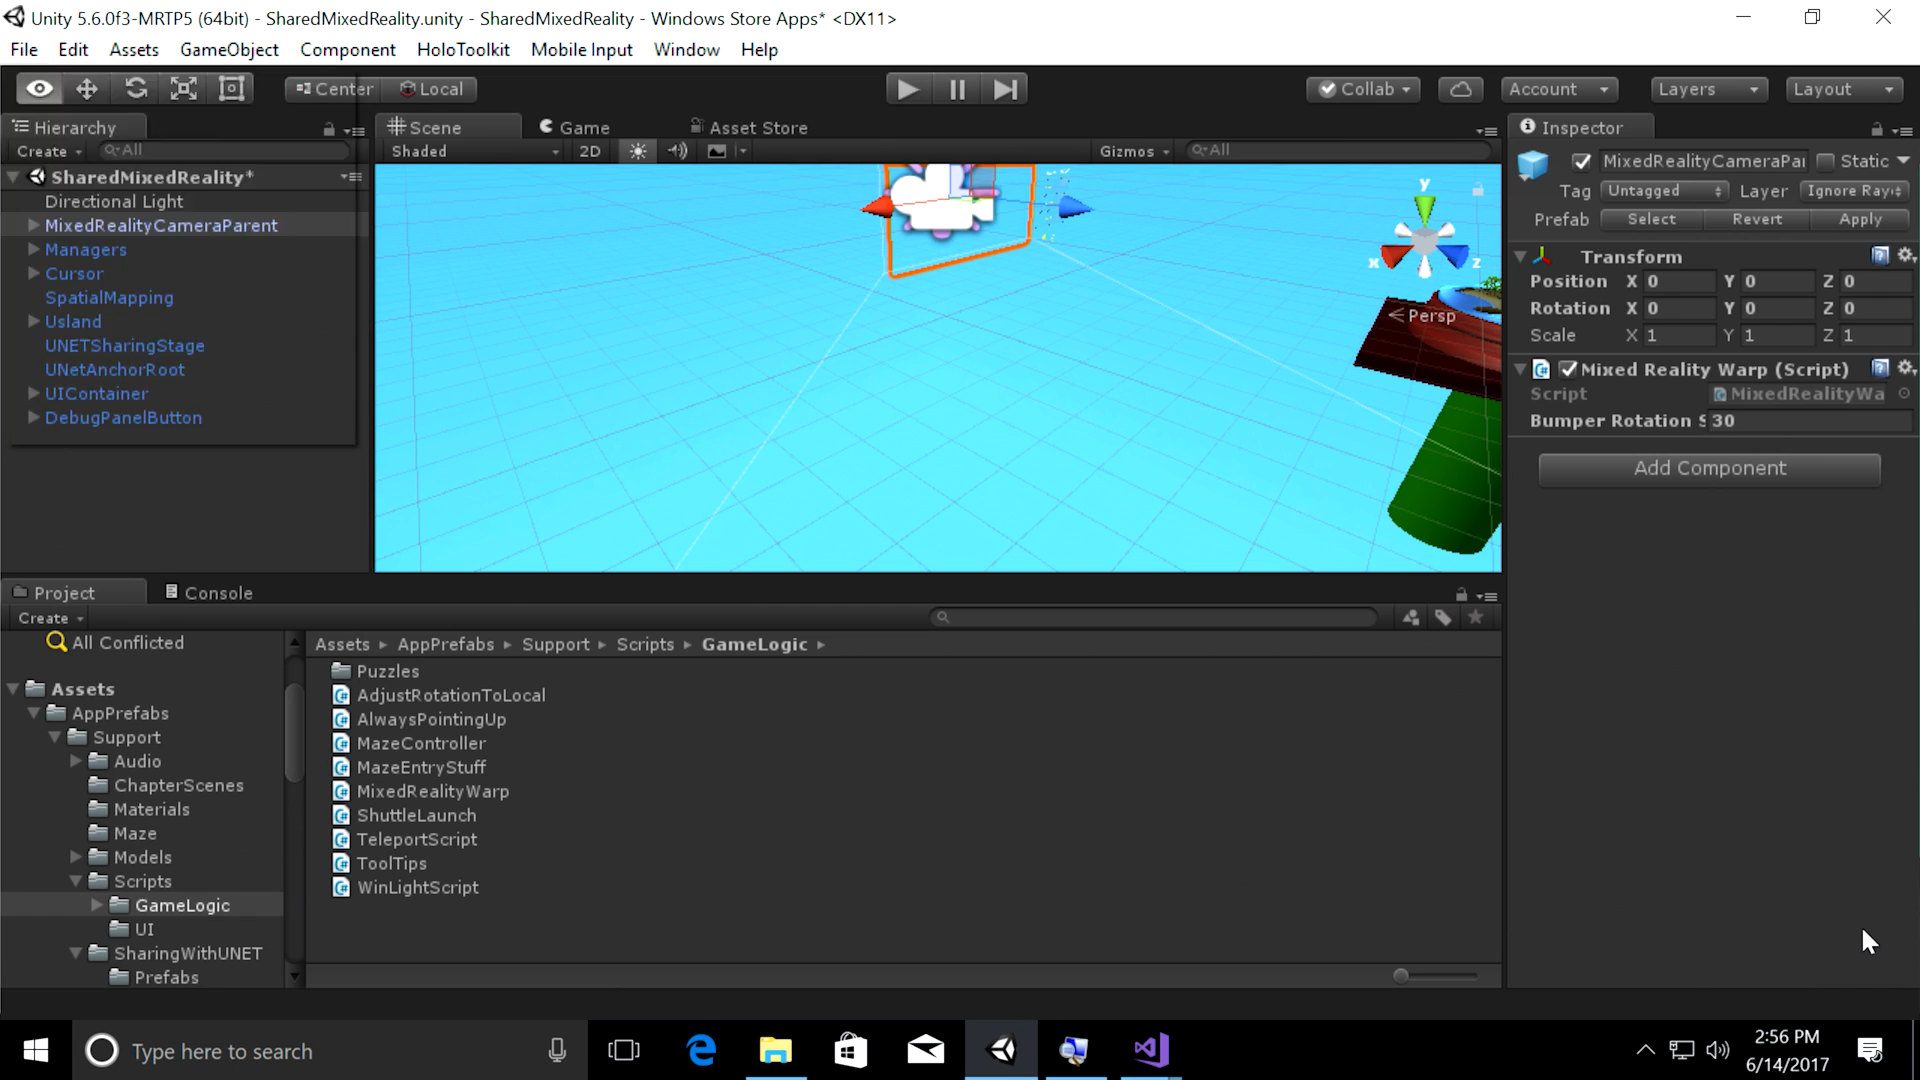 Unity 5.6.0f3-MRTP5 (64bit) - SharedMixedReality.unity - SharedMixedReality - Windows Store Apps* <DX11>
File Edit Assets GameObject Component HoloToolkit Mobile Input Window Help
Center Local Collab Account Layers Layout
Hierarchy
Create All
SharedMixedReality*
Directional Light
MixedRealityCameraParent
Managers
Cursor
SpatialMapping
Usland
UNETSharingStage
UNetAnchorRoot
UIContainer
DebugPanelButton
Scene Game Asset Store
Shaded 2D Gizmos All
y
x
z
Persp
Inspector
MixedRealityCameraPar Static
Tag Untagged Layer Ignore Ray
Prefab Select Revert Apply
Transform
Position X 0 Y 0 Z 0
Rotation X 0 Y 0 Z 0
Scale X 1 Y 1 Z 1
Mixed Reality Warp (Script)
Script MixedRealityWa
Bumper Rotation S 30
Add Component
Project Console
Create
All Conflicted
Assets
AppPrefabs
Support
Audio
ChapterScenes
Materials
Maze
Models
Scripts
GameLogic
UI
SharingWithUNET
Prefabs
Assets AppPrefabs Support Scripts GameLogic
Puzzles
AdjustRotationToLocal
AlwaysPointingUp
MazeController
MazeEntryStuff
MixedRealityWarp
ShuttleLaunch
TeleportScript
ToolTips
WinLightScript
Type here to search
2:56 PM
6/14/2017